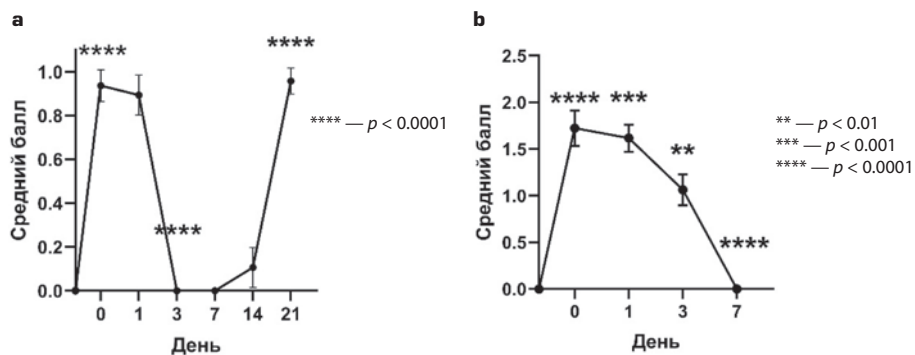 a
****
****
1.0
0.8
0.6
0.4
0.2
0.0
Средний балл
****
0 1 3 7 14 21
День
**** — p < 0.0001
b
2.5
2.0
1.5
1.0
0.5
0.0
Средний балл
****
***
**
****
0 1 3 7
День
** — p < 0.01
*** — p < 0.001
**** — p < 0.0001